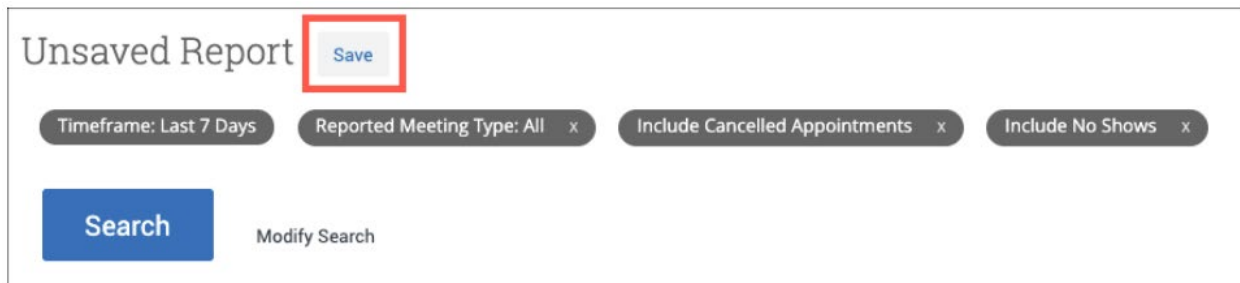 Unsaved Report Save
Timeframe: Last 7 Days Reported Meeting Type: All x Include Cancelled Appointments x Include No Shows x
Search Modify Search